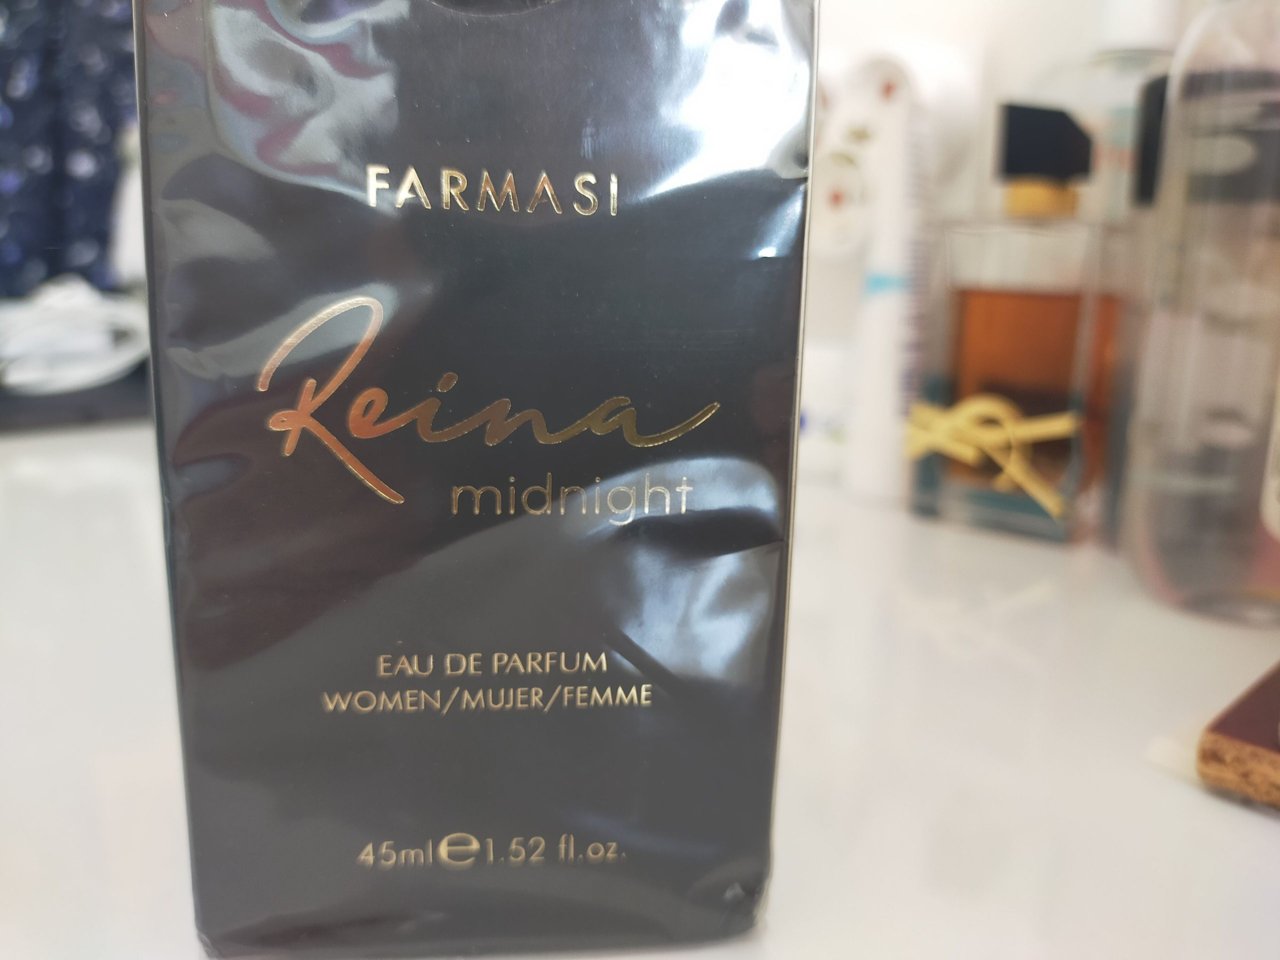 FARMASI
Reina
midnight
EAU DE PARFUM
WOMEN/MUJER/FEMME
45ml e 1.52 fl.oz.